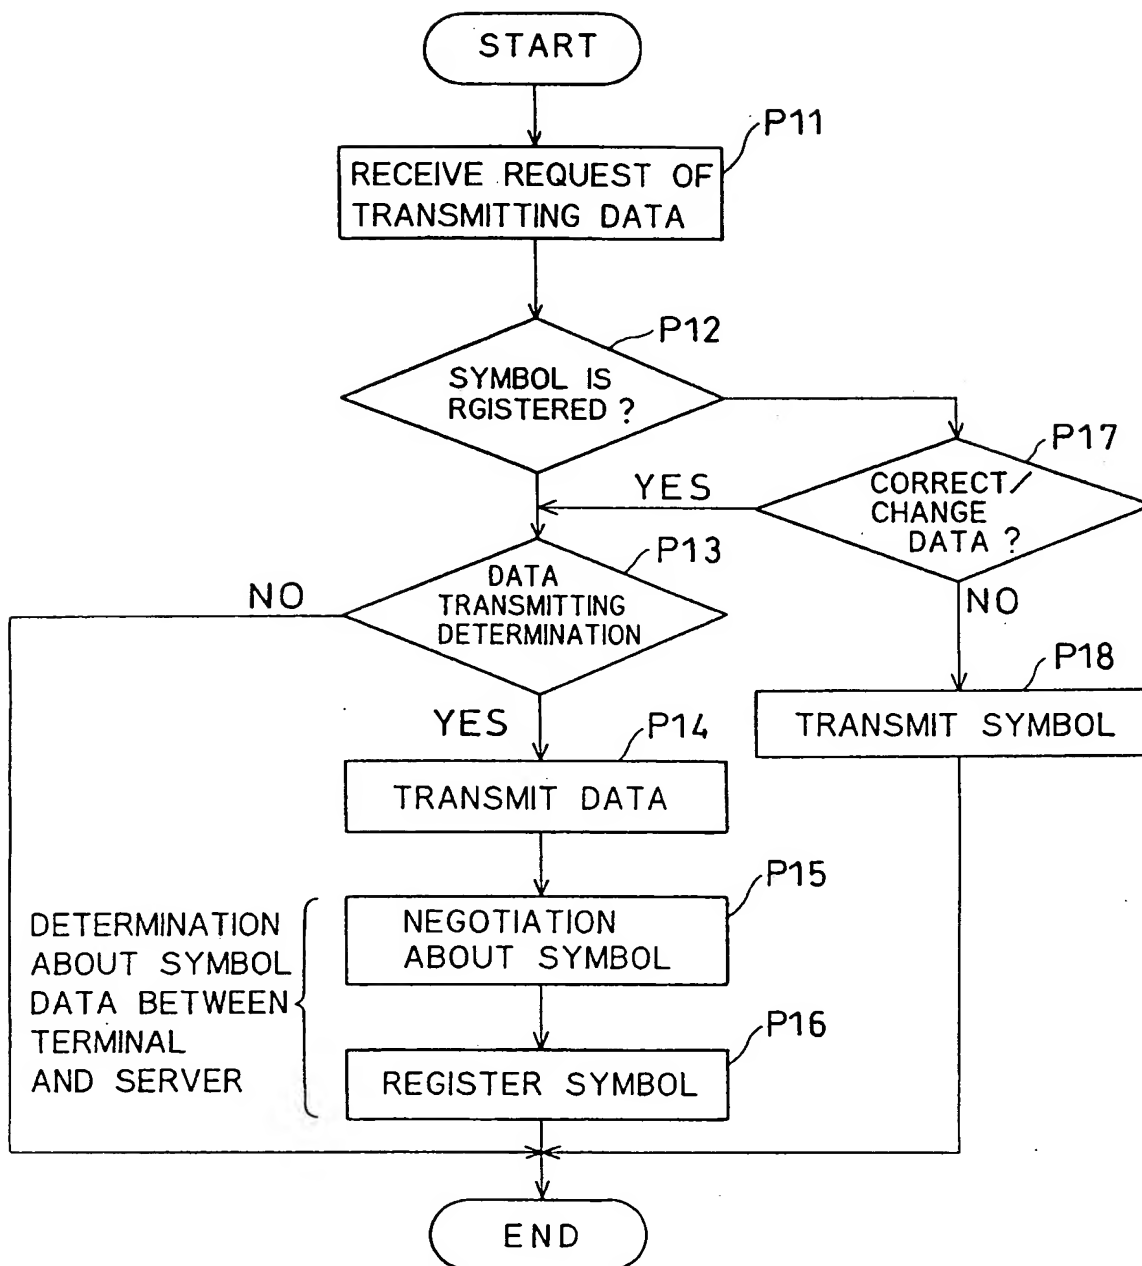 START
P11
RECEIVE REQUEST OF
TRANSMITTING DATA
P12
SYMBOL IS
RGISTERED ?
P17
CORRECT/
CHANGE
DATA ?
YES
NO
P13
DATA
TRANSMITTING
DETERMINATION
NO
YES
P18
TRANSMIT SYMBOL
P14
TRANSMIT DATA
P15
NEGOTIATION
ABOUT SYMBOL
DETERMINATION
ABOUT SYMBOL
DATA BETWEEN
TERMINAL
AND SERVER
P16
REGISTER SYMBOL
END